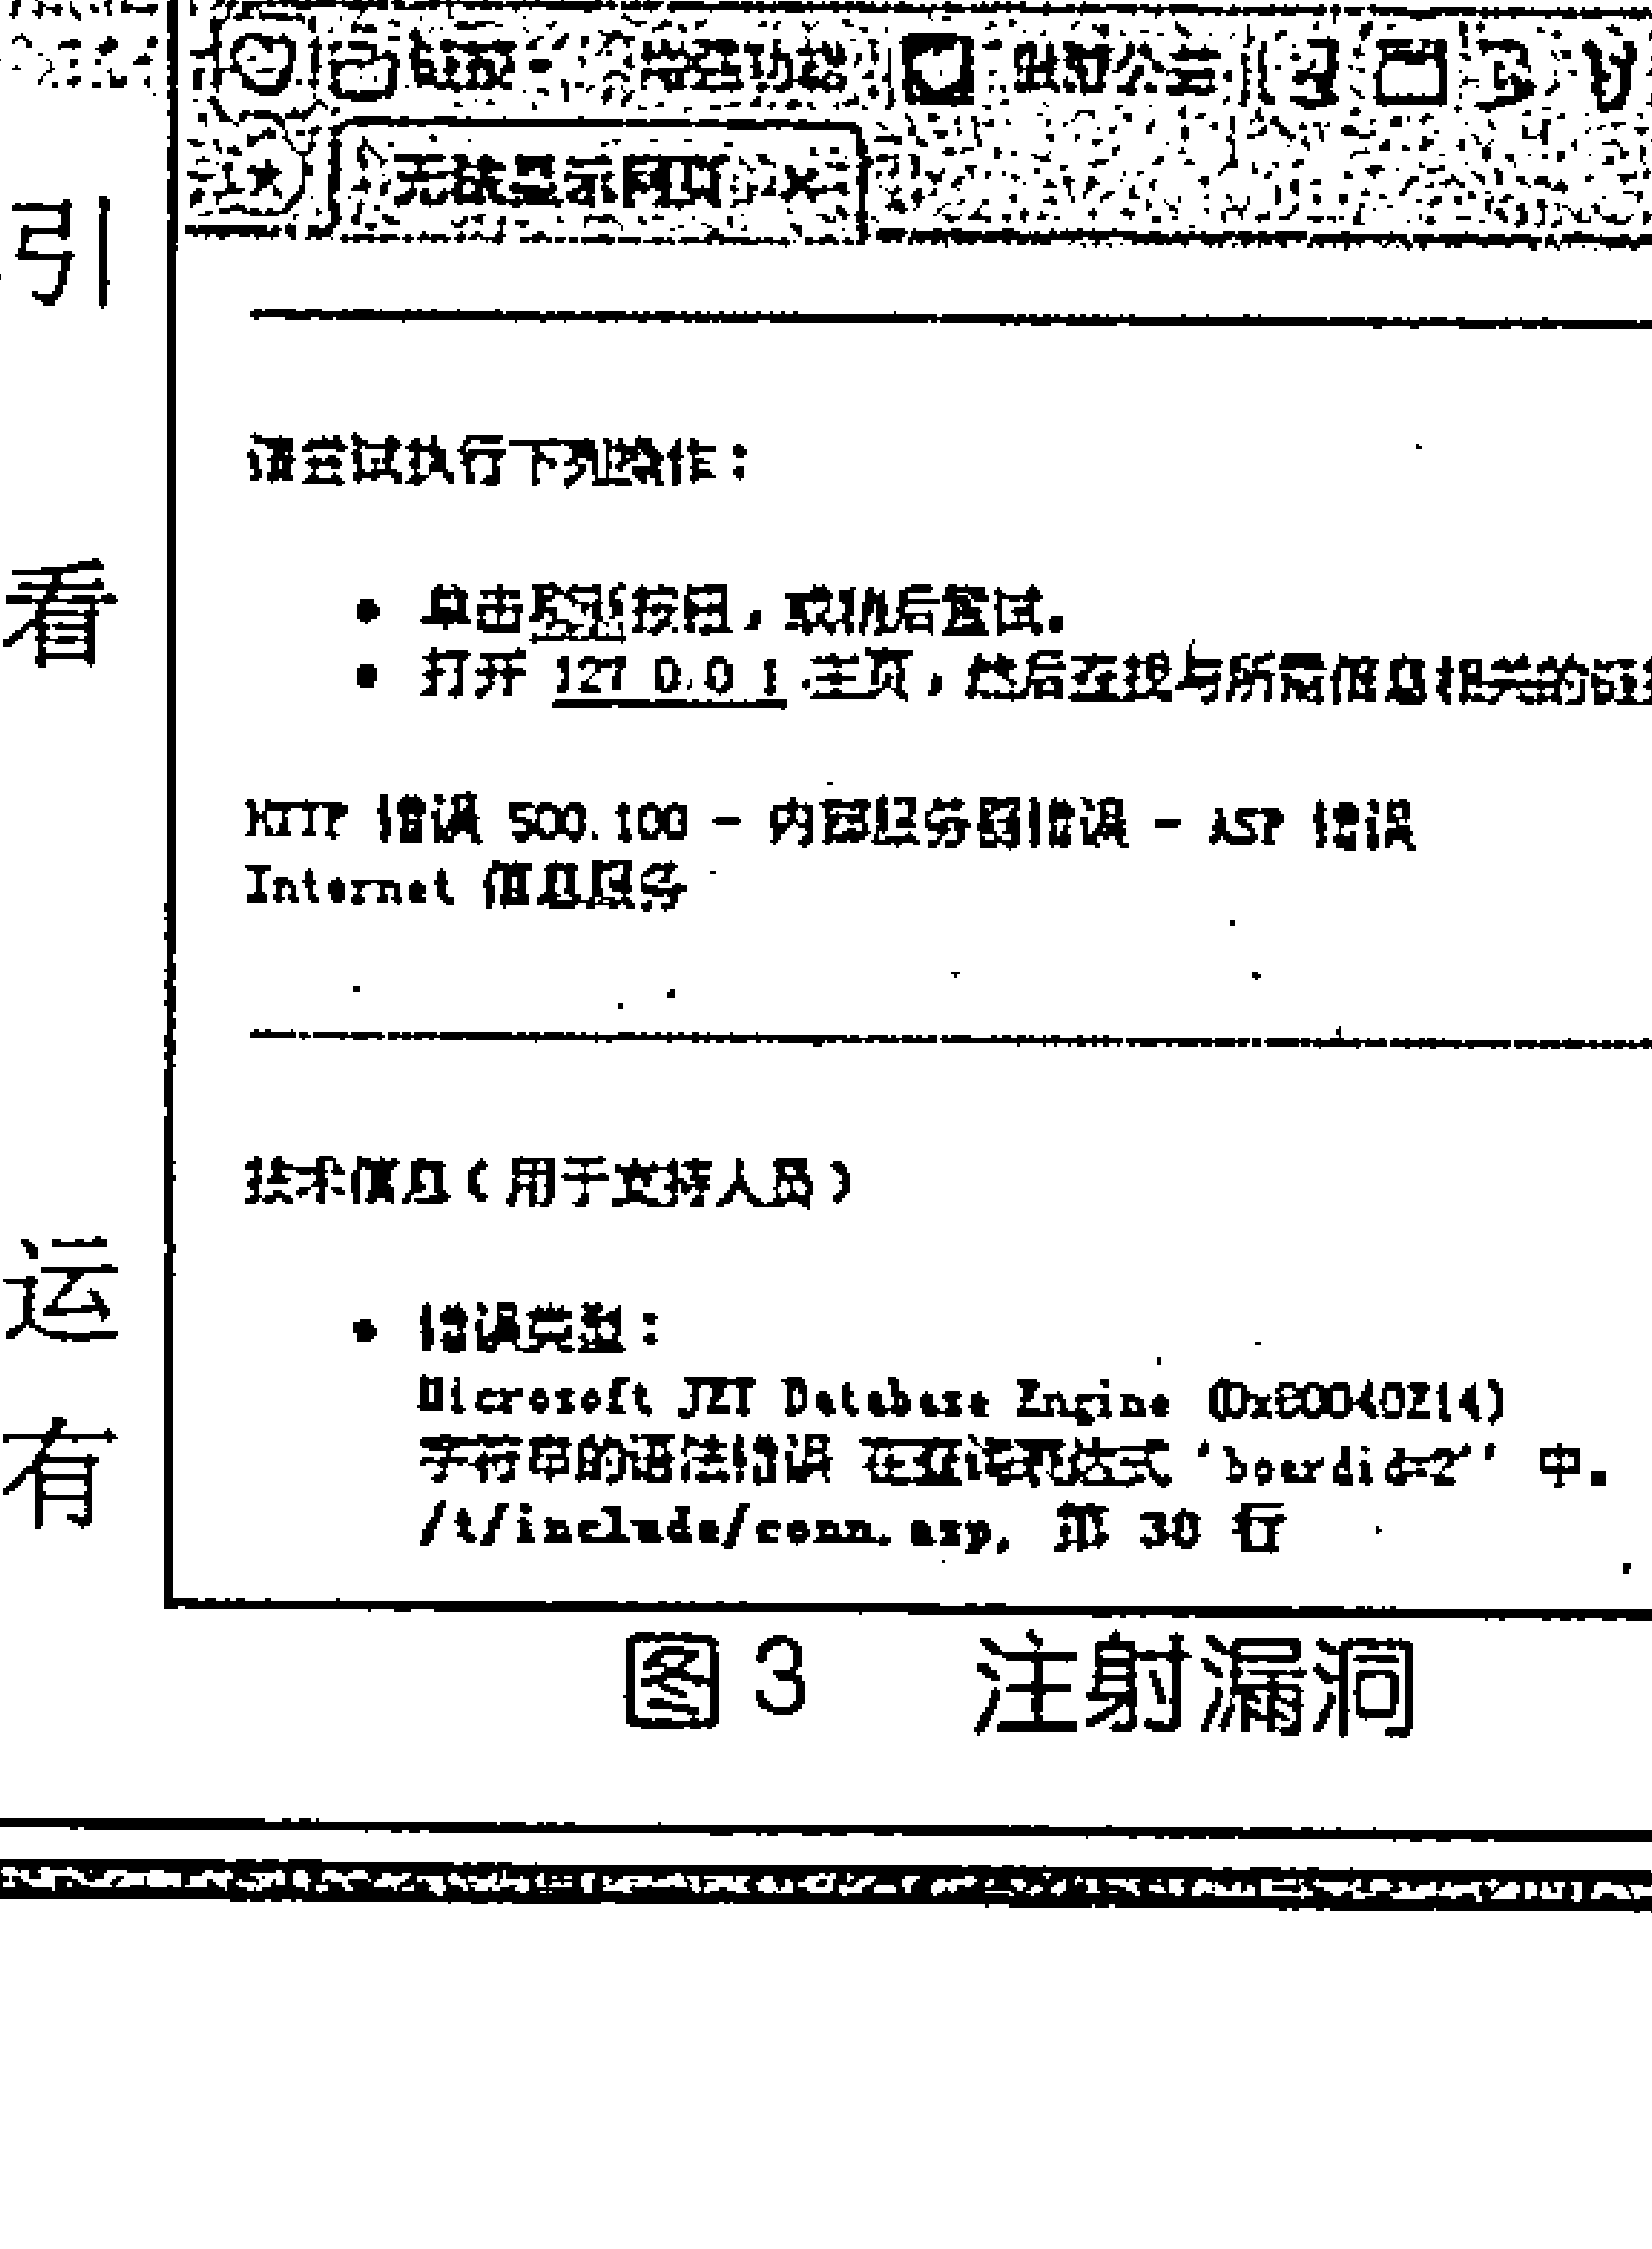 引
看
运
有
无法显示网页 ×
请尝试执行下列操作：
• 单击刷新按钮，或以后重试。
• 打开 127.0.0.1 主页，然后查找与所需信息相关的链
HTTP 错误 500.100 - 内部服务器错误 - ASP 错误
Internet 信息服务
技术信息（用于支持人员）
• 错误类型：
Microsoft JET Database Engine (0x80040E14)
字符串的语法错误 在查询表达式 'boardid=2'' 中。
/t/include/conn.asp, 第 30 行
图 3 注射漏洞